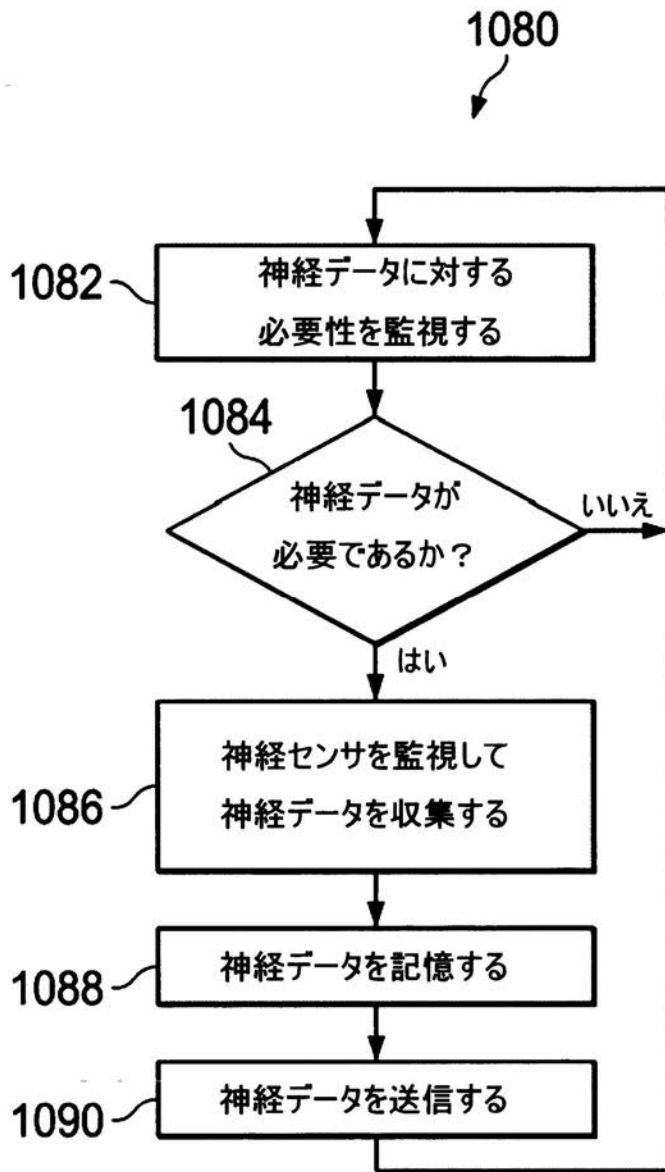 1080
1082
神経データに対する
必要性を監視する
1084
神経データが
必要であるか?
いいえ
はい
1086
神経センサを監視して
神経データを収集する
1088
神経データを記憶する
1090
神経データを送信する